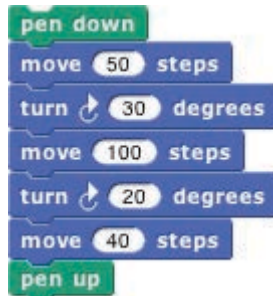 pen down
move 50 steps
turn 30 degrees
move 100 steps
turn 20 degrees
move 40 steps
pen up